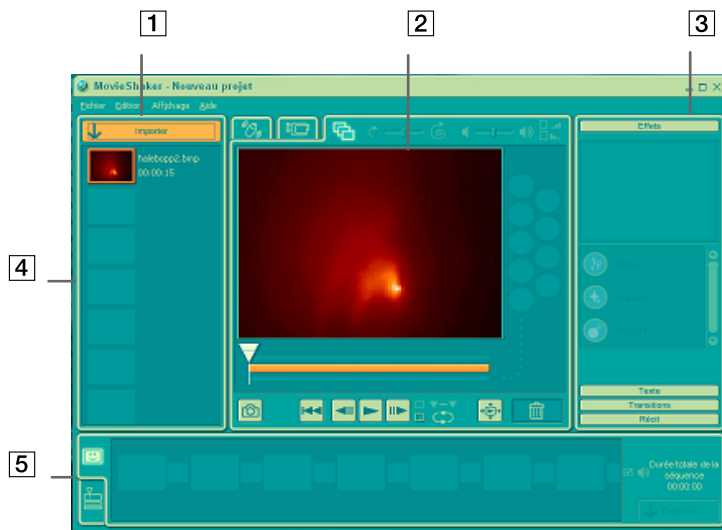 1
2
3
MovieShaker - Nouveau projet
Fichier Edition Affichage Aide
Importer
Effets
halebopp2.bmp
00:00:15
4
Texte
Transitions
Récit
5
Durée totale de la
séquence
00:00:00